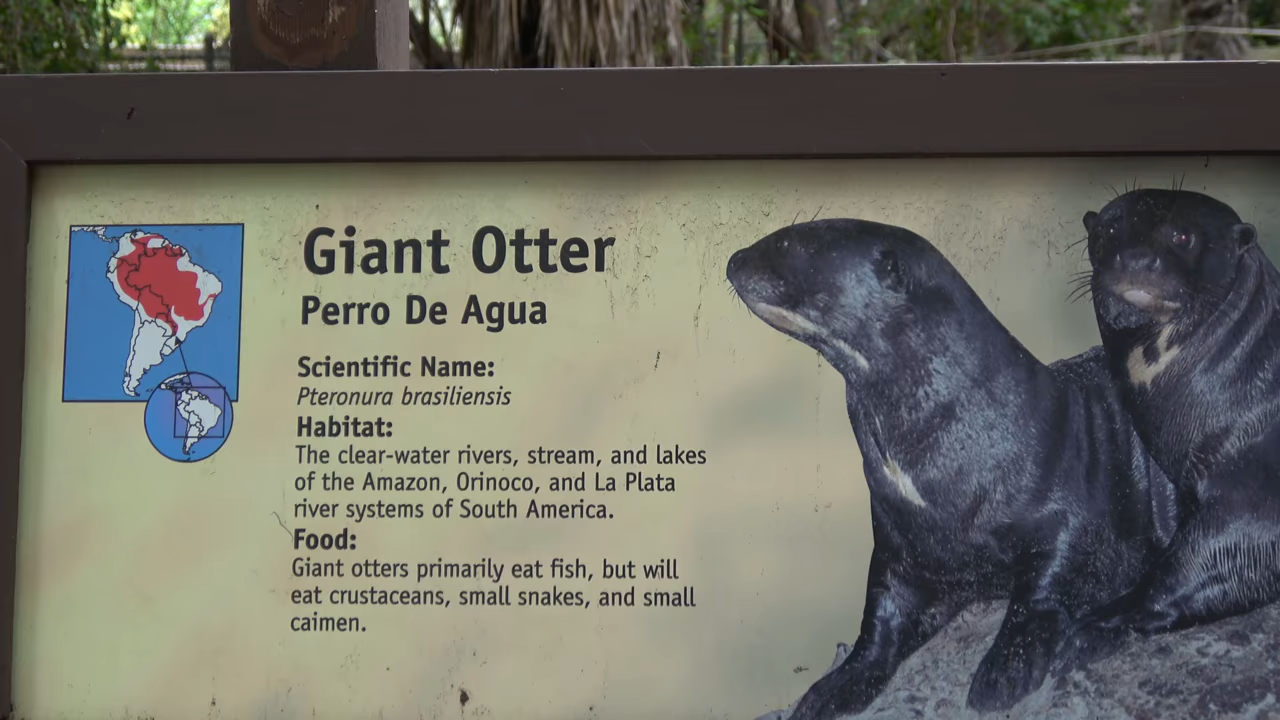 Giant Otter
Perro De Agua
Scientific Name:
Pteronura brasiliensis
Habitat:
The clear-water rivers, stream, and lakes
of the Amazon, Orinoco, and La Plata
river systems of South America.
Food:
Giant otters primarily eat fish, but will
eat crustaceans, small snakes, and small
caimen.